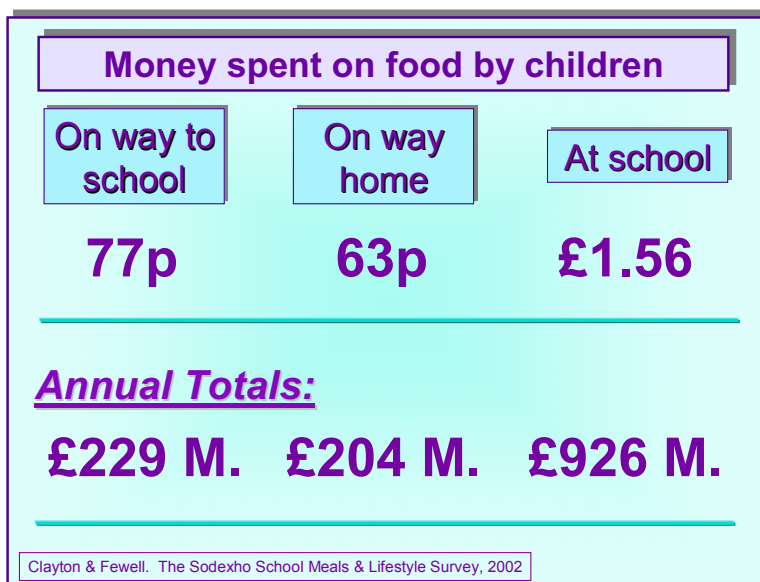 Money spent on food by children
On way to
school
On way
home
At school
77p
63p
£1.56
Annual Totals:
£229 M.
£204 M.
£926 M.
Clayton & Fewell. The Sodexho School Meals & Lifestyle Survey, 2002